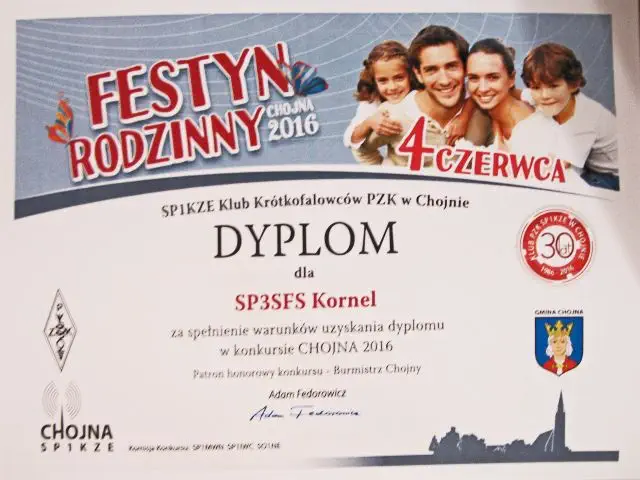 FESTYN
RODZINNY
CHOJNA
2016
4 CZERWCA
SP1KZE Klub Krótkofalowców PZK w Chojnie
DYPLOM
dla
SP3SFS Kornel
za spełnienie warunków uzyskania dyplomu
w konkursie CHOJNA 2016
Patron honorowy konkursu - Burmistrz Chojny
Adam Fedorowicz
Adam Fedorowicz
KLUB PZK SP1KZE W CHOJNIE
30 lat
1986 - 2016
GMINA CHOJNA
PZK
CHOJNA
SP1KZE
Komisja Konkursu: SP1MWN SP1IWC SO1NE